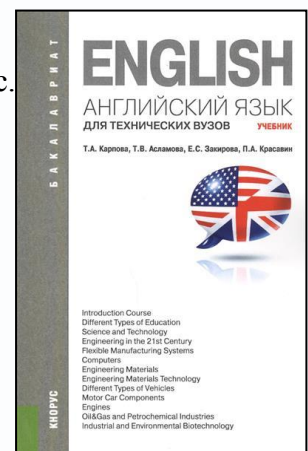 с.
БАКАЛАВРИАТ
ENGLISH
АНГЛИЙСКИЙ ЯЗЫК
ДЛЯ ТЕХНИЧЕСКИХ ВУЗОВ УЧЕБНИК
Т.А. Карпова, Т.В. Асламова, Е.С. Закирова, П.А. Красавин
Introduction Course
Different Types of Education
Science and Technology
Engineering in the 21st Century
Flexible Manufacturing Systems
Computers
Engineering Materials
Engineering Materials Technology
Different Types of Vehicles
Motor Car Components
Engines
Oil&Gas and Petrochemical Industries
Industrial and Environmental Biotechnology
КНОРУС